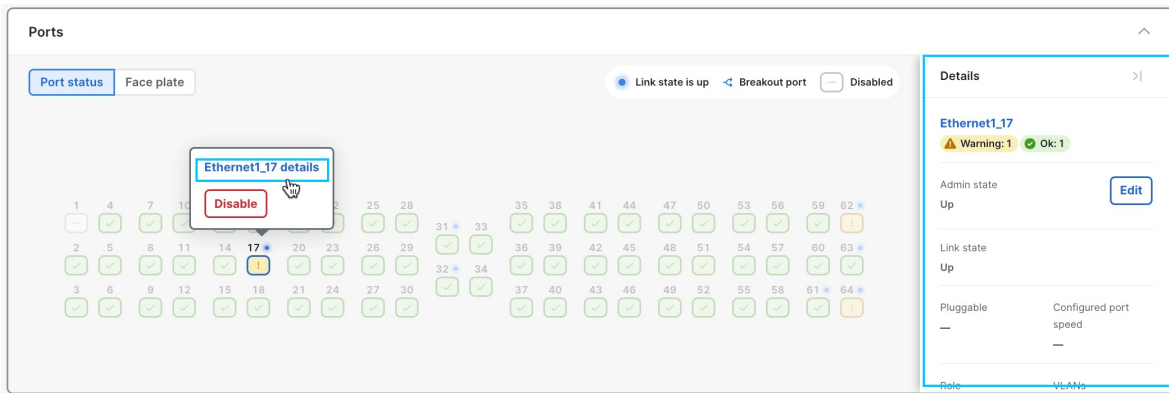 Ports
Port status Face plate
Link state is up Breakout port Disabled
Ethernet1_17 details
Disable
1 4 7 10 2 25 28 35 38 41 44 47 50 53 56 59 62
31 33
2 5 8 11 14 17 20 23 26 29 36 39 42 45 48 51 54 57 60 63
32 34
3 6 9 12 15 18 21 24 27 30 37 40 43 46 49 52 55 58 61 64
Details
Ethernet1_17
Warning: 1 Ok: 1
Admin state
Up
Edit
Link state
Up
Pluggable Configured port
speed
—
—
Role VLANs